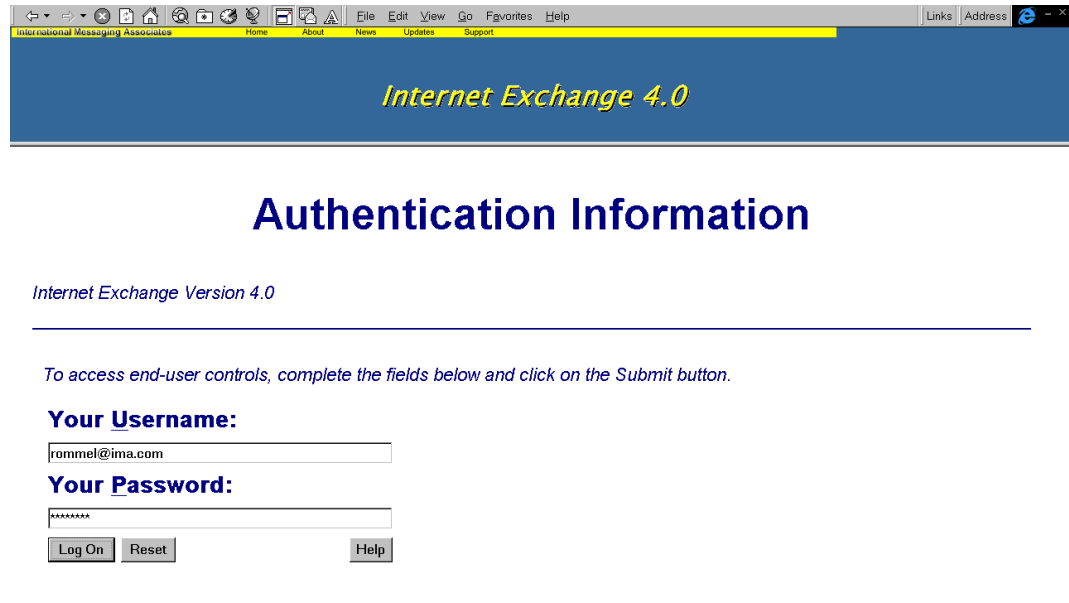 File Edit View Go Favorites Help Links Address
International Messaging Associates Home About News Updates Support
Internet Exchange 4.0
Authentication Information
Internet Exchange Version 4.0
To access end-user controls, complete the fields below and click on the Submit button.
Your Username:
rommel@ima.com
Your Password:
********
Log On Reset Help